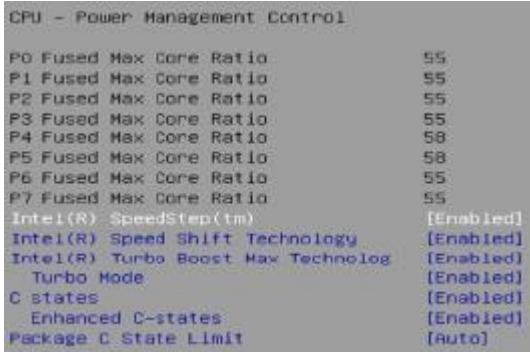 CPU - Power Management Control
P0 Fused Max Core Ratio 55
P1 Fused Max Core Ratio 55
P2 Fused Max Core Ratio 55
P3 Fused Max Core Ratio 55
P4 Fused Max Core Ratio 58
P5 Fused Max Core Ratio 58
P6 Fused Max Core Ratio 55
P7 Fused Max Core Ratio 55
Intel(R) SpeedStep(tm) [Enabled]
Intel(R) Speed Shift Technology [Enabled]
Intel(R) Turbo Boost Max Technolog [Enabled]
Turbo Mode [Enabled]
C states [Enabled]
Enhanced C-states [Enabled]
Package C State Limit [Auto]